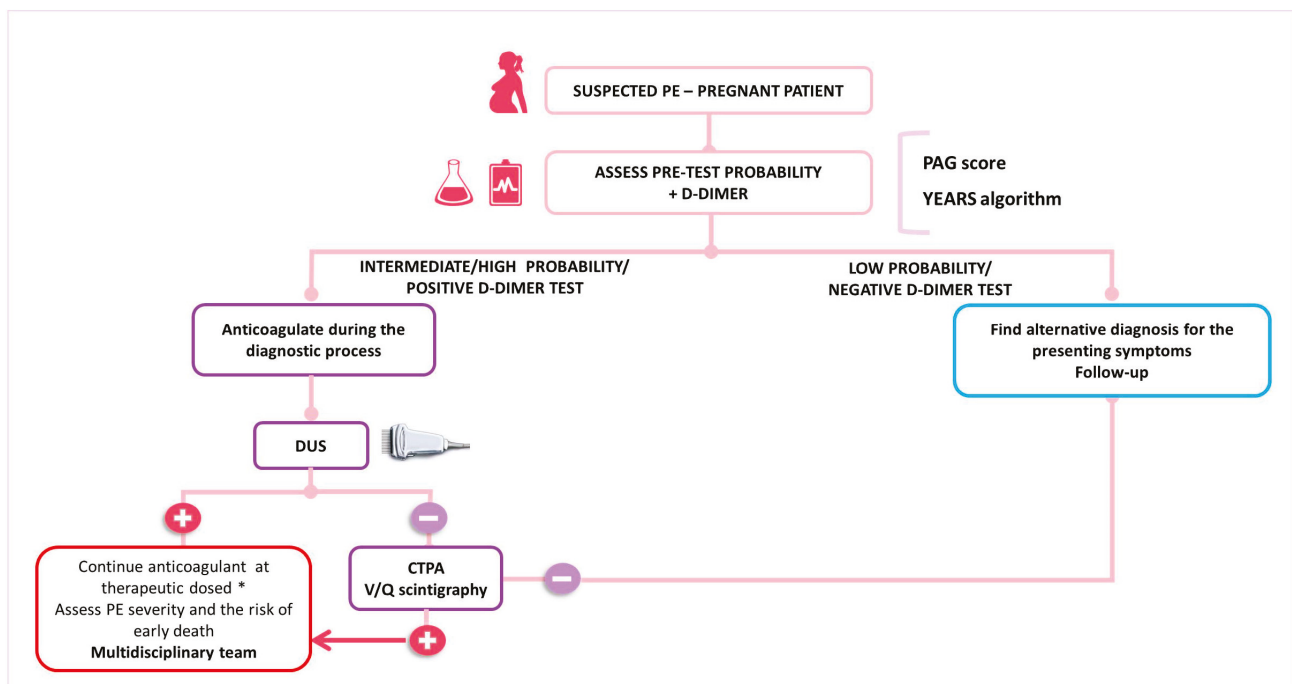 SUSPECTED PE – PREGNANT PATIENT
ASSESS PRE-TEST PROBABILITY
+ D-DIMER
PAG score
YEARS algorithm
INTERMEDIATE/HIGH PROBABILITY/
POSITIVE D-DIMER TEST
LOW PROBABILITY/
NEGATIVE D-DIMER TEST
Anticoagulate during the
diagnostic process
Find alternative diagnosis for the
presenting symptoms
Follow-up
DUS
Continue anticoagulant at
therapeutic dosed *
Assess PE severity and the risk of
early death
Multidisciplinary team
CTPA
V/Q scintigraphy